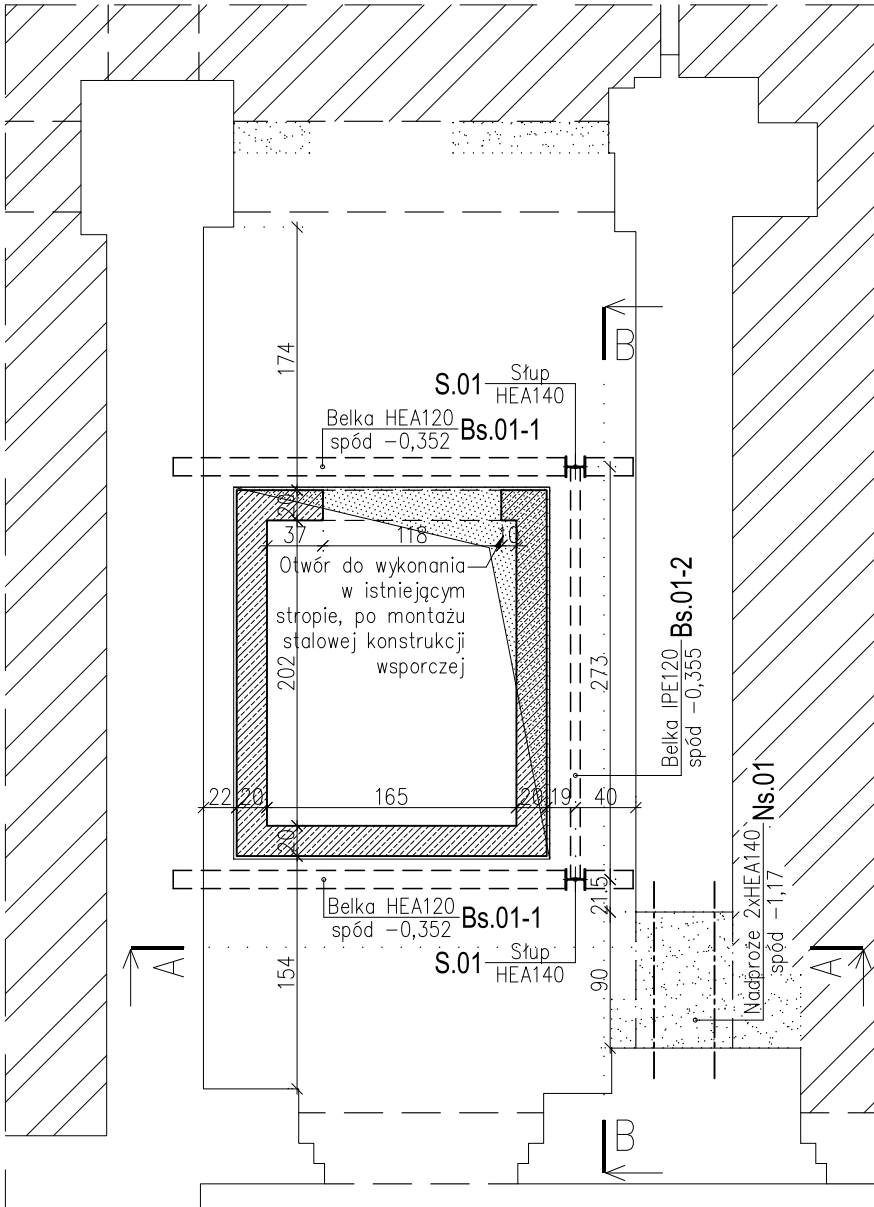 B
174
S.01 Słup
HEA140
Belka HEA120 Bs.01-1
spód -0,352
20
37 118 10
Otwór do wykonania
w istniejącym
stropie, po montażu
stalowej konstrukcji
wsporczej
202
273
Belka IPE120 Bs.01-2
spód -0,355
22 20 165 20 19 40
20
21.5
Nadproże 2xHEA140 Ns.01
spód -1,17
Belka HEA120 Bs.01-1
spód -0,352
S.01 Słup
HEA140
A
154
90
A
B